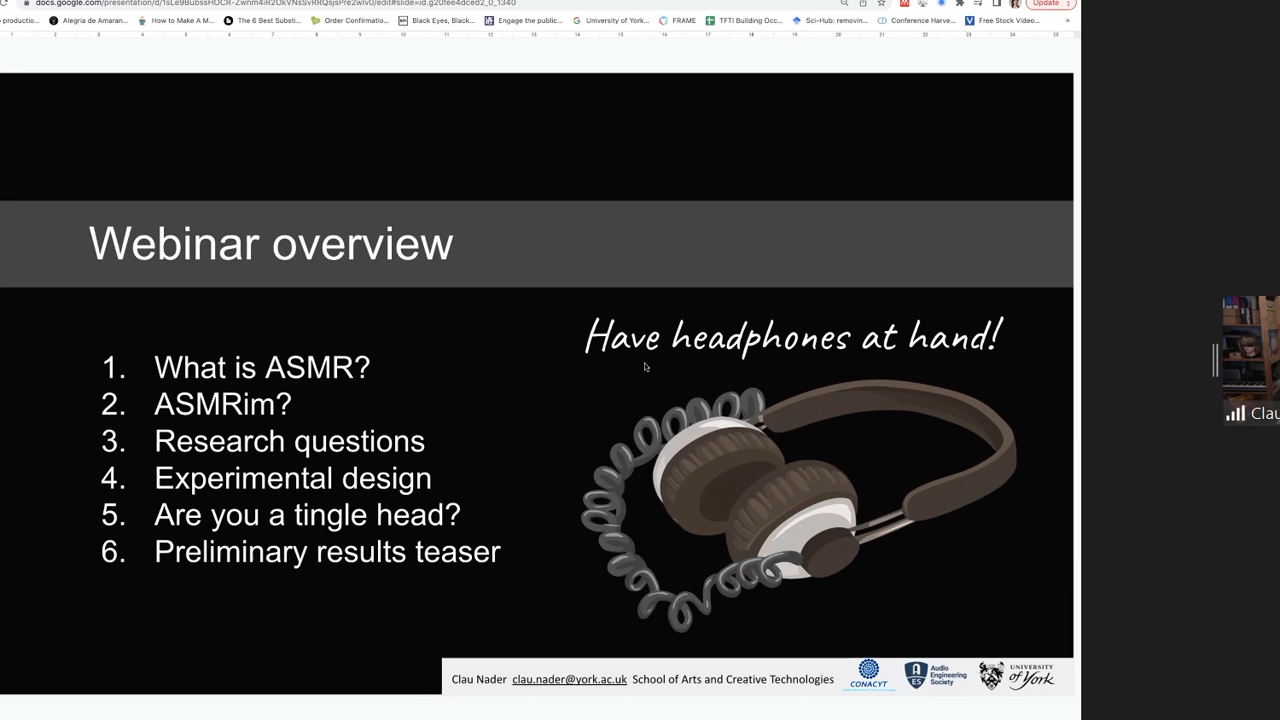 docs.google.com/presentation/d/1sLe9BubssHOCR-Zwnm4iR2OkVNsSvRRQsjsPre2wIv0/edit#slide=id.g20fee4dced2_0_1340
Update
Alegria de Amaran...
How to Make A M...
The 6 Best Substi...
Order Confirmatio...
Black Eyes, Black...
Engage the public...
University of York...
FRAME
TFTI Building Occ...
Sci-Hub: removin...
Conference Harve...
Free Stock Video...
»
Webinar overview
Have headphones at hand!
1. What is ASMR?
2. ASMRim?
3. Research questions
4. Experimental design
5. Are you a tingle head?
6. Preliminary results teaser
Clau Nader clau.nader@york.ac.uk School of Arts and Creative Technologies
CONACYT
AES
Audio Engineering Society
UNIVERSITY of York
Clau